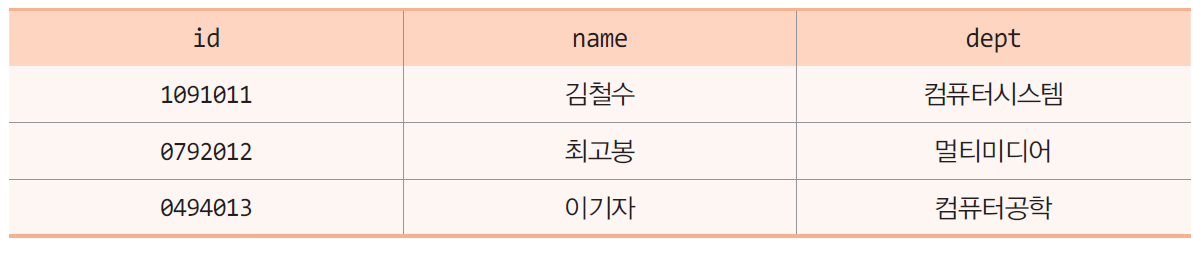 id name dept
1091011 김철수 컴퓨터시스템
0792012 최고봉 멀티미디어
0494013 이기자 컴퓨터공학